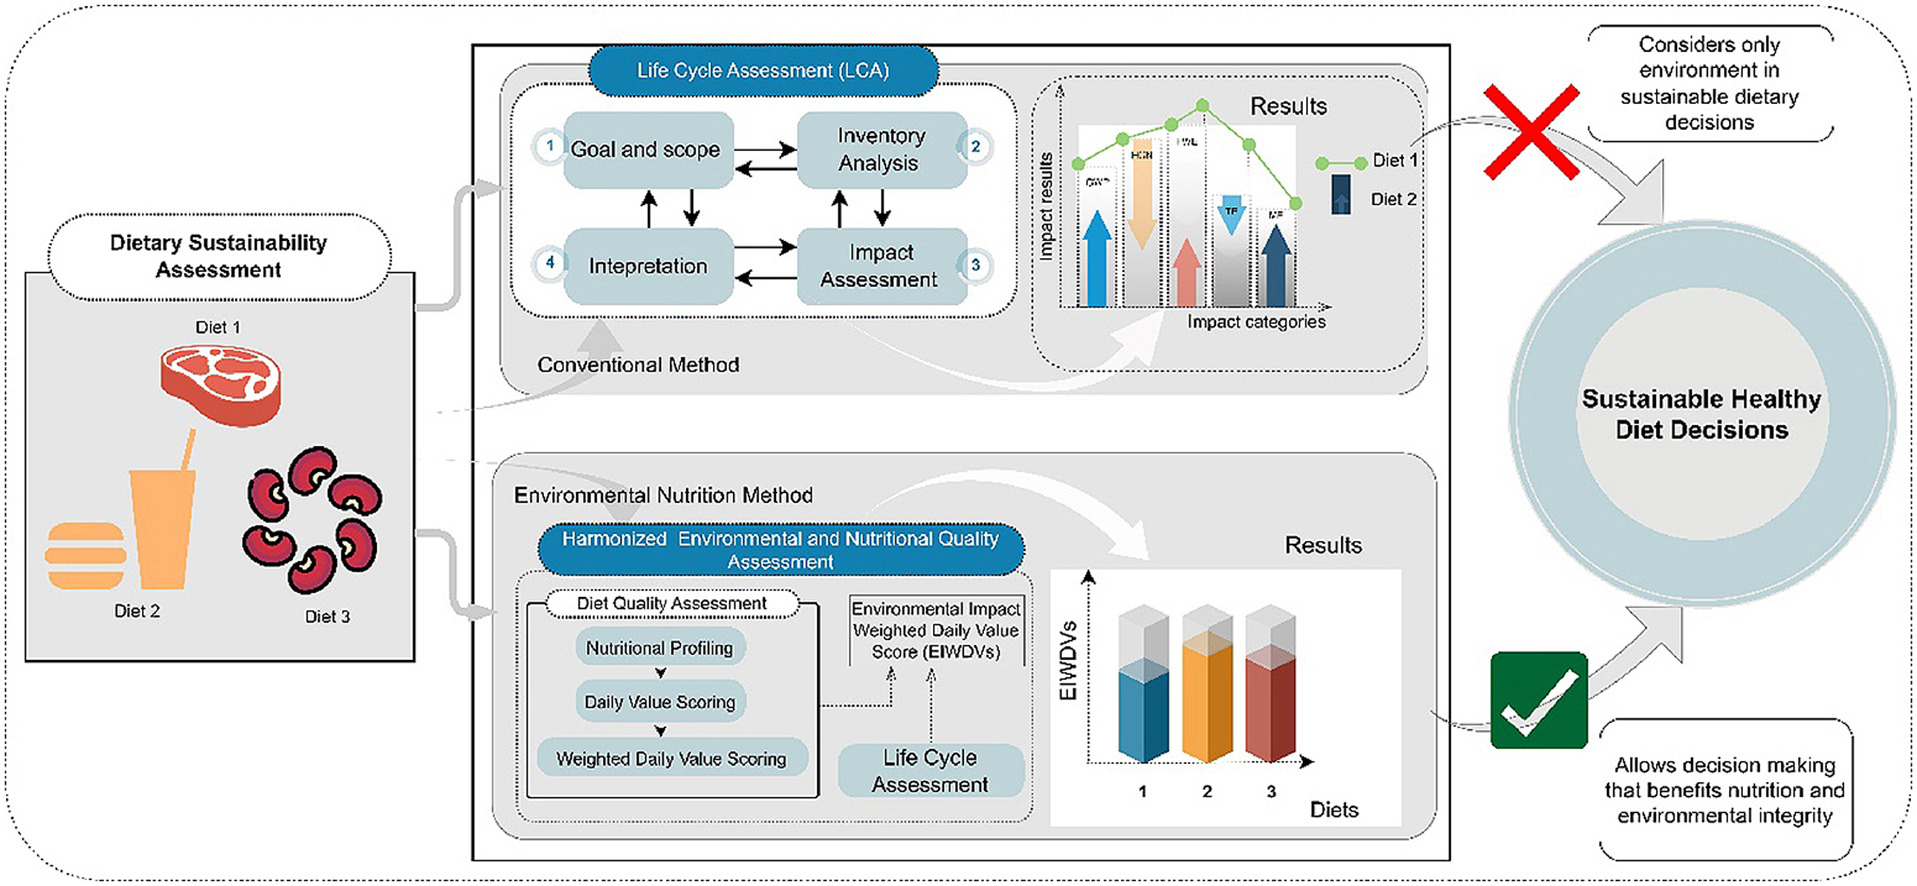 Dietary Sustainability
Assessment
Diet 1
Diet 2
Diet 3
Life Cycle Assessment (LCA)
1
Goal and scope
Inventory
Analysis
2
4
Intepretation
Impact
Assessment
3
Conventional Method
Results
Impact results
HCN
TE
Impact categories
Diet 1
Diet 2
Considers only
environment in
sustainable dietary
decisions
Environmental Nutrition Method
Harmonized Environmental and Nutritional Quality
Assessment
Diet Quality Assessment
Nutritional Profiling
Daily Value Scoring
Weighted Daily Value Scoring
Environmental Impact
Weighted Daily Value
Score (EIWDVs)
Life Cycle
Assessment
Results
EIWDVs
1
2
3
Diets
Sustainable Healthy
Diet Decisions
Allows decision making
that benefits nutrition and
environmental integrity